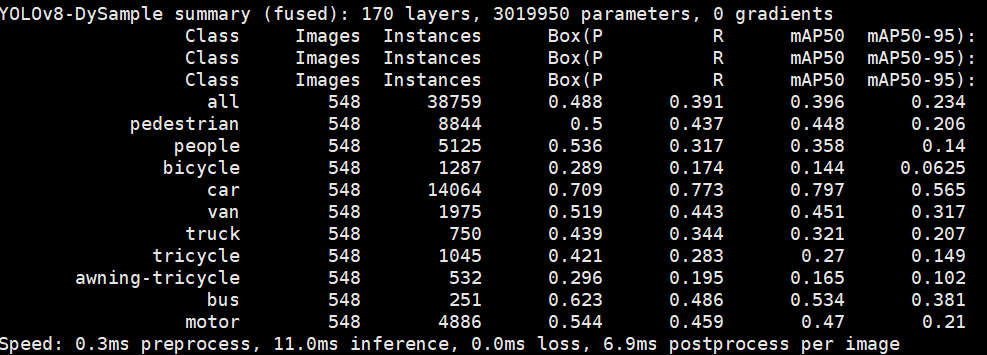 YOLOv8-DySample summary (fused): 170 layers, 3019950 parameters, 0 gradients
Class Images Instances Box(P R mAP50 mAP50-95):
Class Images Instances Box(P R mAP50 mAP50-95):
Class Images Instances Box(P R mAP50 mAP50-95):
all 548 38759 0.488 0.391 0.396 0.234
pedestrian 548 8844 0.5 0.437 0.448 0.206
people 548 5125 0.536 0.317 0.358 0.14
bicycle 548 1287 0.289 0.174 0.144 0.0625
car 548 14064 0.709 0.773 0.797 0.565
van 548 1975 0.519 0.443 0.451 0.317
truck 548 750 0.439 0.344 0.321 0.207
tricycle 548 1045 0.421 0.283 0.27 0.149
awning-tricycle 548 532 0.296 0.195 0.165 0.102
bus 548 251 0.623 0.486 0.534 0.381
motor 548 4886 0.544 0.459 0.47 0.21
Speed: 0.3ms preprocess, 11.0ms inference, 0.0ms loss, 6.9ms postprocess per image